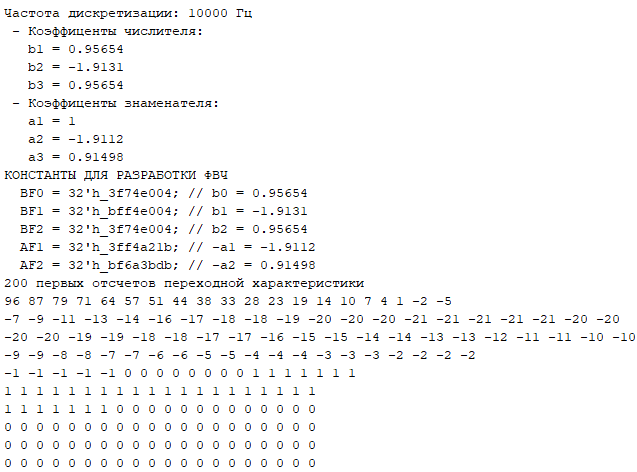 Частота дискретизации: 10000 Гц
 - Коэффиценты числителя:
   b1 = 0.95654
   b2 = -1.9131
   b3 = 0.95654
 - Коэффиценты знаменателя:
   a1 = 1
   a2 = -1.9112
   a3 = 0.91498
КОНСТАНТЫ ДЛЯ РАЗРАБОТКИ ФВЧ
  BF0 = 32'h_3f74e004; // b0 = 0.95654
  BF1 = 32'h_bff4e004; // b1 = -1.9131
  BF2 = 32'h_3f74e004; // b2 = 0.95654
  AF1 = 32'h_3ff4a21b; // -a1 = -1.9112
  AF2 = 32'h_bf6a3bdb; // -a2 = 0.91498
200 первых отсчетов переходной характеристики
96 87 79 71 64 57 51 44 38 33 28 23 19 14 10 7 4 1 -2 -5
-7 -9 -11 -13 -14 -16 -17 -18 -18 -19 -20 -20 -20 -21 -21 -21 -21 -21 -20 -20
-20 -20 -19 -19 -18 -18 -17 -17 -16 -15 -15 -14 -14 -13 -13 -12 -11 -11 -10 -10
-9 -9 -8 -8 -7 -7 -6 -6 -5 -5 -4 -4 -4 -3 -3 -3 -2 -2 -2 -2
-1 -1 -1 -1 -1 0 0 0 0 0 0 0 0 1 1 1 1 1 1 1
1 1 1 1 1 1 1 1 1 1 1 1 1 1 1 1 1 1 1 1
1 1 1 1 1 1 1 0 0 0 0 0 0 0 0 0 0 0 0 0
0 0 0 0 0 0 0 0 0 0 0 0 0 0 0 0 0 0 0 0
0 0 0 0 0 0 0 0 0 0 0 0 0 0 0 0 0 0 0 0
0 0 0 0 0 0 0 0 0 0 0 0 0 0 0 0 0 0 0 0